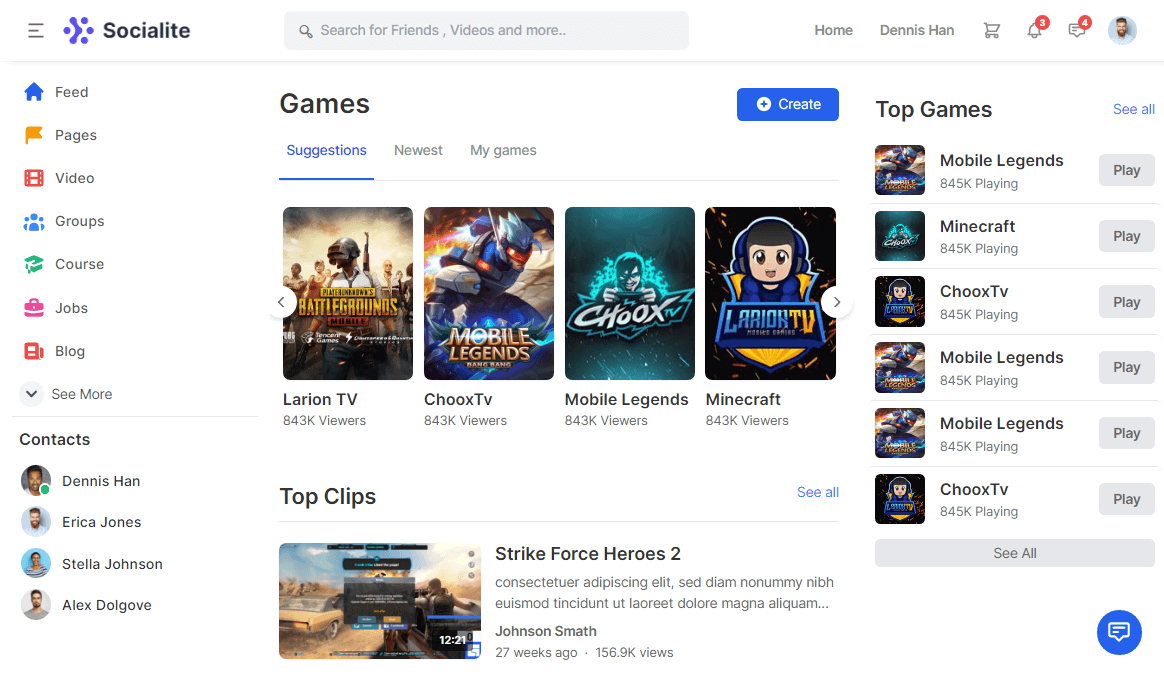 Socialite
Search for Friends , Videos and more..
Home
Dennis Han
3
4
Feed
Pages
Video
Groups
Course
Jobs
Blog
See More
Contacts
Dennis Han
Erica Jones
Stella Johnson
Alex Dolgove
Games
Create
Suggestions
Newest
My games
PLAYERUNKNOWN'S
BATTLEGROUNDS
MOBILE
Tencent
Games
Larion TV
843K Viewers
MOBILE
LEGENDS
BANG BANG
ChooxTv
843K Viewers
CHOOX TV
Mobile Legends
843K Viewers
LARIONTV
MOBILE GAMING
Minecraft
843K Viewers
Top Clips
See all
12:21
Strike Force Heroes 2
consectetuer adipiscing elit, sed diam nonummy nibh
euismod tincidunt ut laoreet dolore magna aliquam...
Johnson Smath
27 weeks ago · 156.9K views
Top Games
See all
Mobile Legends
845K Playing
Play
Minecraft
845K Playing
Play
ChooxTv
845K Playing
Play
Mobile Legends
845K Playing
Play
Mobile Legends
845K Playing
Play
ChooxTv
845K Playing
Play
See All